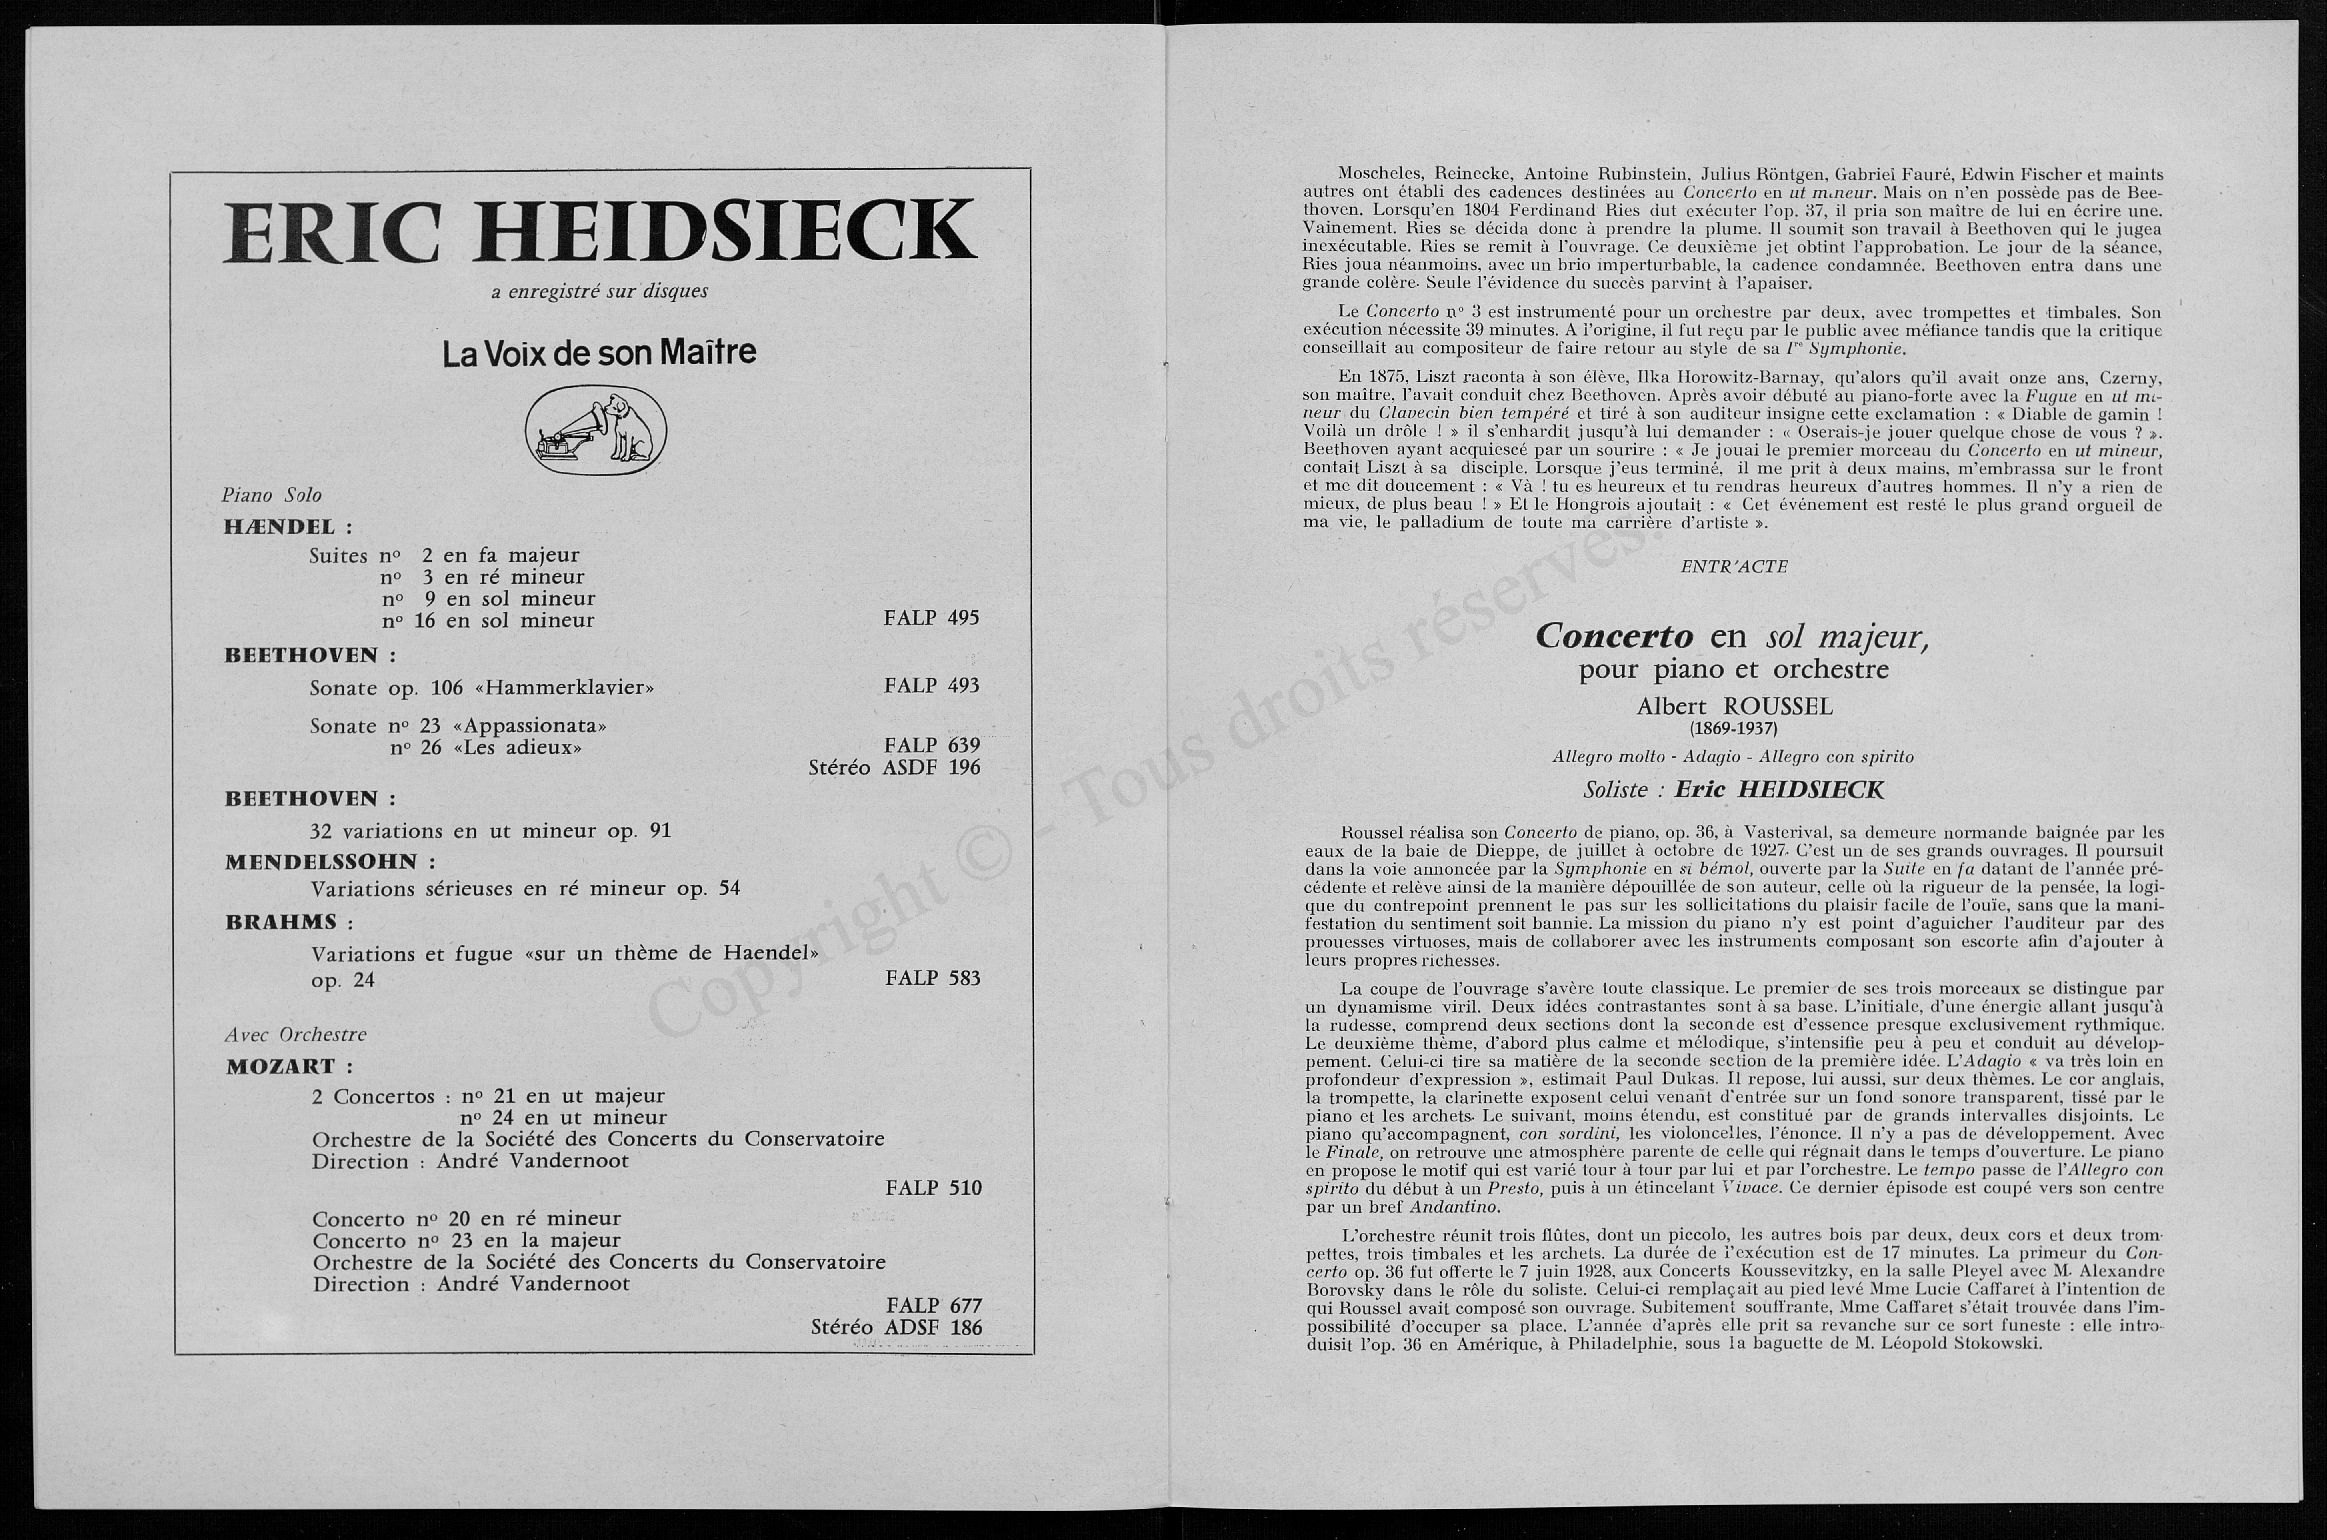 ERIC HEIDSIECK
a enregistré sur disques
La Voix de son Maître
Piano Solo
HÆNDEL :
Suites nº 2 en fa majeur
nº 3 en ré mineur
nº 9 en sol mineur
nº 16 en sol mineur FALP 495
BEETHOVEN :
Sonate op. 106 «Hammerklavier» FALP 493
Sonate nº 23 «Appassionata»
nº 26 «Les adieux» FALP 639
Stéréo ASDF 196
BEETHOVEN :
32 variations en ut mineur op. 91
MENDELSSOHN :
Variations sérieuses en ré mineur op. 54
BRAHMS :
Variations et fugue «sur un thème de Haendel»
op. 24 FALP 583
Avec Orchestre
MOZART :
2 Concertos : nº 21 en ut majeur
nº 24 en ut mineur
Orchestre de la Société des Concerts du Conservatoire
Direction : André Vandernoot
FALP 510
Concerto nº 20 en ré mineur
Concerto nº 23 en la majeur
Orchestre de la Société des Concerts du Conservatoire
Direction : André Vandernoot
FALP 677
Stéréo ADSF 186
Moscheles, Reinecke, Antoine Rubinstein, Julius Röntgen, Gabriel Fauré, Edwin Fischer et maints
autres ont établi des cadences destinées au Concerto en ut mineur. Mais on n'en possède pas de Bee-
thoven. Lorsqu'en 1804 Ferdinand Ries dut exécuter l'op. 37, il pria son maître de lui en écrire une.
Vainement. Ries se décida donc à prendre la plume. Il soumit son travail à Beethoven qui le jugea
inexécutable. Ries se remit à l'ouvrage. Ce deuxième jet obtint l'approbation. Le jour de la séance,
Ries joua néanmoins, avec un brio imperturbable, la cadence condamnée. Beethoven entra dans une
grande colère. Seule l'évidence du succès parvint à l'apaiser.
Le Concerto nº 3 est instrumenté pour un orchestre par deux, avec trompettes et timbales. Son
exécution nécessite 39 minutes. A l'origine, il fut reçu par le public avec méfiance tandis que la critique
conseillait au compositeur de faire retour au style de sa Ire Symphonie.
En 1875, Liszt raconta à son élève, Ilka Horowitz-Barnay, qu'alors qu'il avait onze ans, Czerny,
son maître, l'avait conduit chez Beethoven. Après avoir débuté au piano-forte avec la Fugue en ut mi-
neur du Clavecin bien tempéré et tiré à son auditeur insigne cette exclamation : « Diable de gamin !
Voilà un drôle ! » il s'enhardit jusqu'à lui demander : « Oserais-je jouer quelque chose de vous ? ».
Beethoven ayant acquiescé par un sourire : « Je jouai le premier morceau du Concerto en ut mineur,
contait Liszt à sa disciple. Lorsque j'eus terminé, il me prit à deux mains, m'embrassa sur le front
et me dit doucement : « Và ! tu es heureux et tu rendras heureux d'autres hommes. Il n'y a rien de
mieux, de plus beau ! » Et le Hongrois ajoutait : « Cet événement est resté le plus grand orgueil de
ma vie, le palladium de toute ma carrière d'artiste ».
ENTR'ACTE
Concerto en sol majeur,
pour piano et orchestre
Albert ROUSSEL
(1869-1937)
Allegro molto - Adagio - Allegro con spirito
Soliste : Eric HEIDSIECK
Roussel réalisa son Concerto de piano, op. 36, à Vasterival, sa demeure normande baignée par les
eaux de la baie de Dieppe, de juillet à octobre de 1927. C'est un de ses grands ouvrages. Il poursuit
dans la voie annoncée par la Symphonie en si bémol, ouverte par la Suite en fa datant de l'année pré-
cédente et relève ainsi de la manière dépouillée de son auteur, celle où la rigueur de la pensée, la logi-
que du contrepoint prennent le pas sur les sollicitations du plaisir facile de l'ouïe, sans que la mani-
festation du sentiment soit bannie. La mission du piano n'y est point d'aguicher l'auditeur par des
prouesses virtuoses, mais de collaborer avec les instruments composant son escorte afin d'ajouter à
leurs propres richesses.
La coupe de l'ouvrage s'avère toute classique. Le premier de ses trois morceaux se distingue par
un dynamisme viril. Deux idées contrastantes sont à sa base. L'initiale, d'une énergie allant jusqu'à
la rudesse, comprend deux sections dont la seconde est d'essence presque exclusivement rythmique.
Le deuxième thème, d'abord plus calme et mélodique, s'intensifie peu à peu et conduit au dévelop-
pement. Celui-ci tire sa matière de la seconde section de la première idée. L'Adagio « va très loin en
profondeur d'expression », estimait Paul Dukas. Il repose, lui aussi, sur deux thèmes. Le cor anglais,
la trompette, la clarinette exposent celui venant d'entrée sur un fond sonore transparent, tissé par le
piano et les archets. Le suivant, moins étendu, est constitué par de grands intervalles disjoints. Le
piano qu'accompagnent, con sordini, les violoncelles, l'énonce. Il n'y a pas de développement. Avec
le Finale, on retrouve une atmosphère parente de celle qui régnait dans le temps d'ouverture. Le piano
en propose le motif qui est varié tour à tour par lui et par l'orchestre. Le tempo passe de l'Allegro con
spirito du début à un Presto, puis à un étincelant Vivace. Ce dernier épisode est coupé vers son centre
par un bref Andantino.
L'orchestre réunit trois flûtes, dont un piccolo, les autres bois par deux, deux cors et deux trom-
pettes, trois timbales et les archets. La durée de l'exécution est de 17 minutes. La primeur du Con-
certo op. 36 fut offerte le 7 juin 1928, aux Concerts Koussevitzky, en la salle Pleyel avec M. Alexandre
Borovsky dans le rôle du soliste. Celui-ci remplaçait au pied levé Mme Lucie Caffaret à l'intention de
qui Roussel avait composé son ouvrage. Subitement souffrante, Mme Caffaret s'était trouvée dans l'im-
possibilité d'occuper sa place. L'année d'après elle prit sa revanche sur ce sort funeste : elle intro-
duisit l'op. 36 en Amérique, à Philadelphie, sous la baguette de M. Léopold Stokowski.
Copyright © - Tous droits réservés.